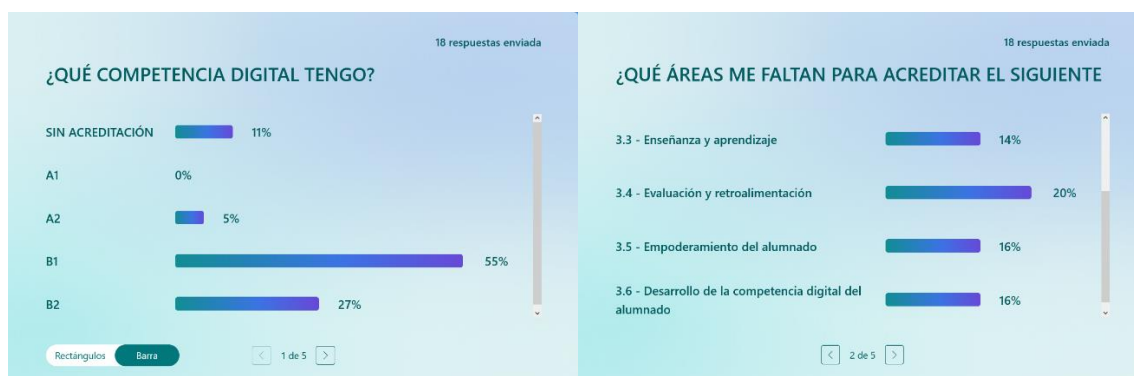 18 respuestas enviada
¿QUÉ COMPETENCIA DIGITAL TENGO?
SIN ACREDITACIÓN 11%
A1 0%
A2 5%
B1 55%
B2 27%
Rectángulos Barra 1 de 5
18 respuestas enviada
¿QUÉ ÁREAS ME FALTAN PARA ACREDITAR EL SIGUIENTE
3.3 - Enseñanza y aprendizaje 14%
3.4 - Evaluación y retroalimentación 20%
3.5 - Empoderamiento del alumnado 16%
3.6 - Desarrollo de la competencia digital del
alumnado 16%
2 de 5